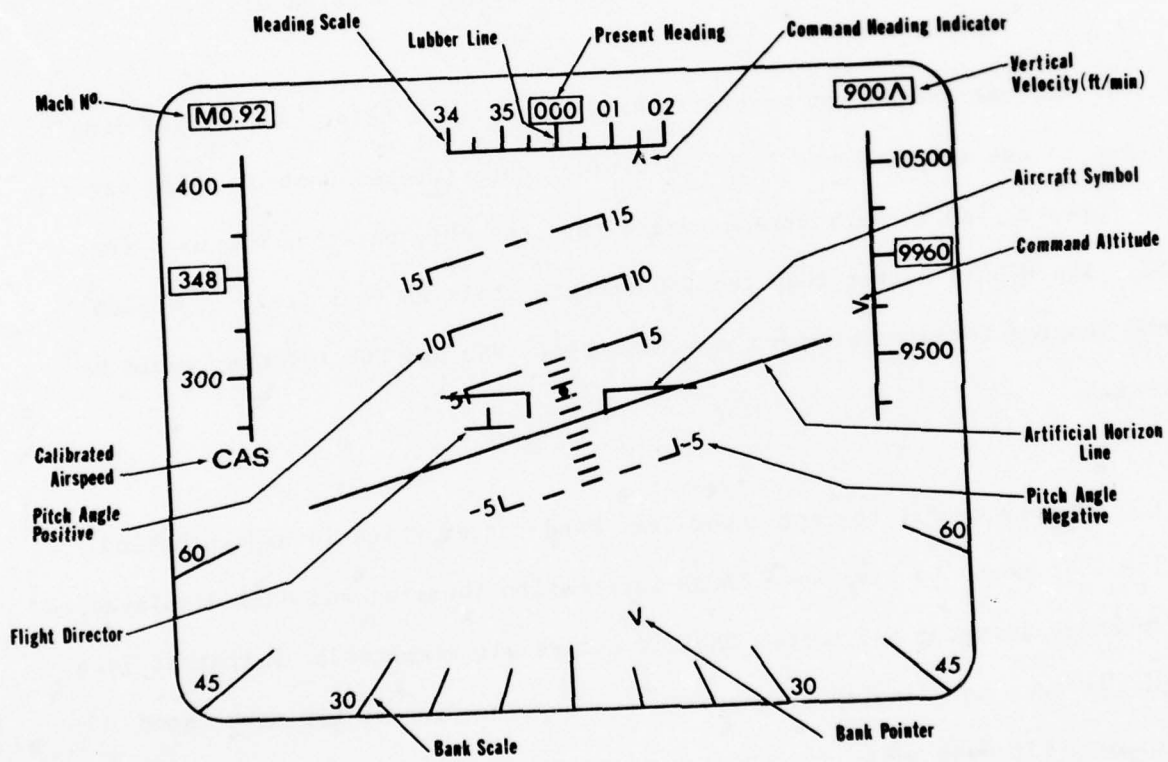 Heading Scale
Lubber Line
Present Heading
Command Heading Indicator
Mach Nº.
Vertical
Velocity(ft/min)
M0.92
34 35 000 01 02
900 Λ
10500
Aircraft Symbol
400
15
15
Command Altitude
9960
348
10
10
5
9500
300
5
Artificial Horizon
Line
Calibrated
Airspeed
CAS
-5
Pitch Angle
Positive
-5
Pitch Angle
Negative
60
60
Flight Director
45
30
30
45
Bank Scale
Bank Pointer